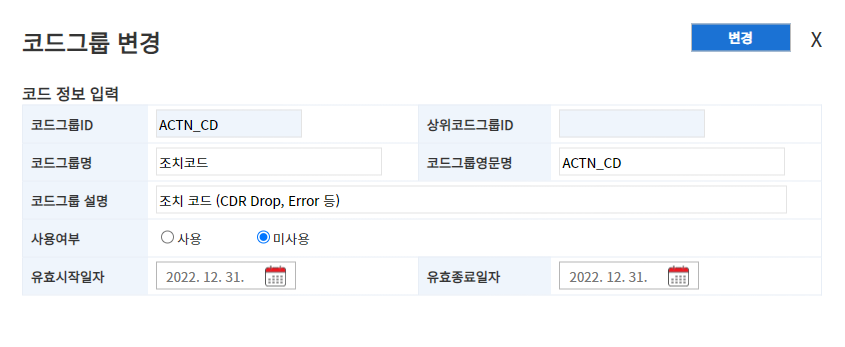 코드그룹 변경
변경 X
코드 정보 입력
코드그룹ID ACTN_CD 상위코드그룹ID
코드그룹명 조치코드 코드그룹영문명 ACTN_CD
코드그룹 설명 조치 코드 (CDR Drop, Error 등)
사용여부 사용 미사용
유효시작일자 2022. 12. 31. 유효종료일자 2022. 12. 31.